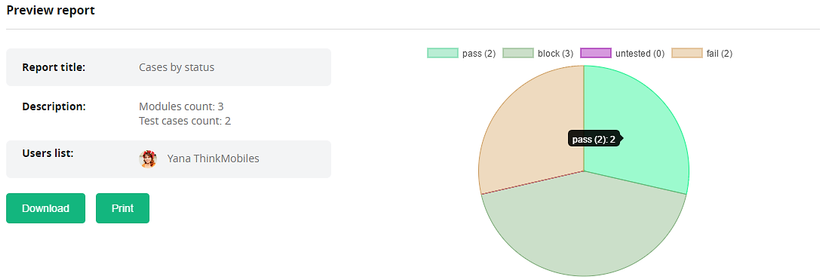 Preview report
Report title: Cases by status
Description: Modules count: 3
Test cases count: 2
Users list: Yana ThinkMobiles
Download Print
pass (2) block (3) untested (0) fail (2)
pass (2): 2